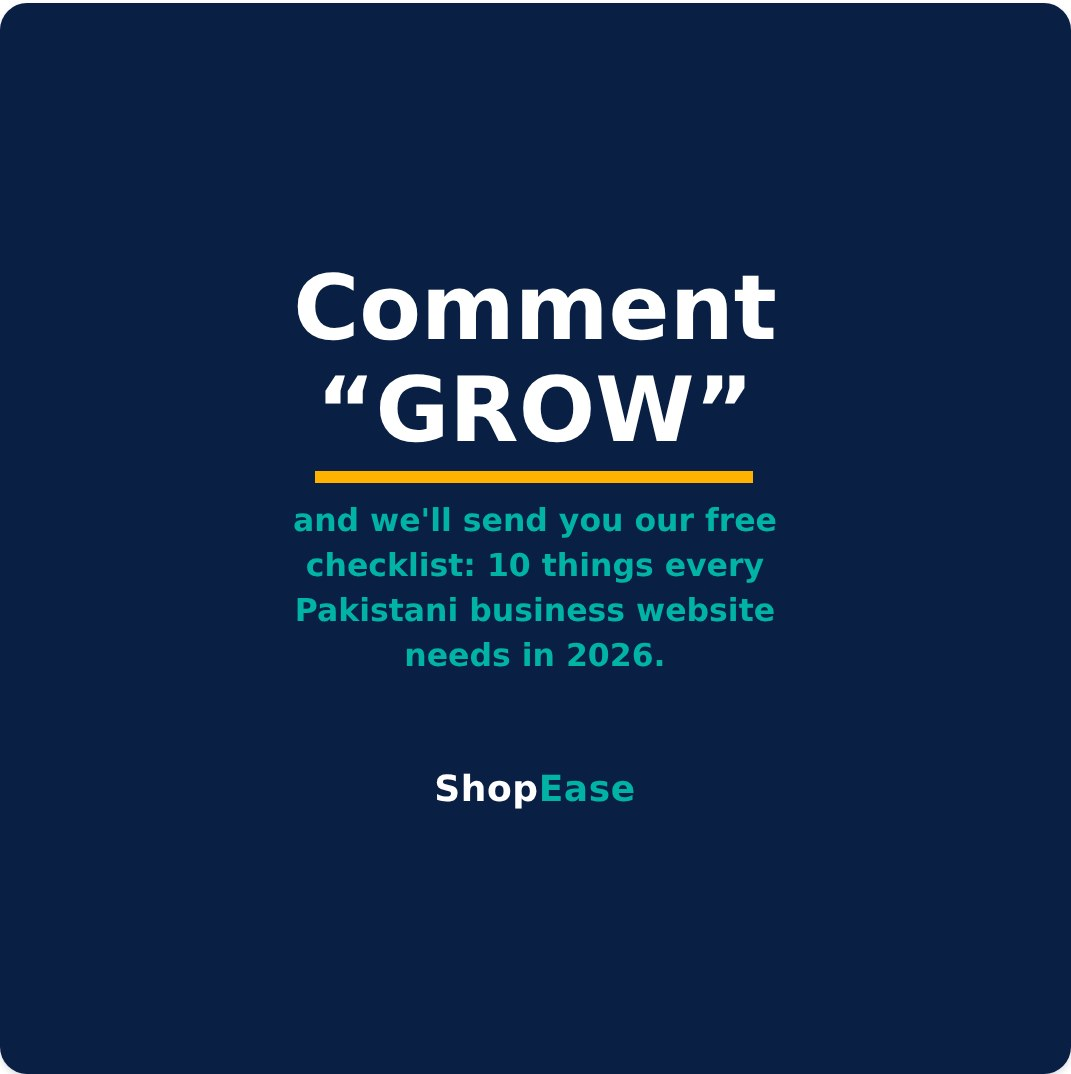 Comment
“GROW”
and we'll send you our free
checklist: 10 things every
Pakistani business website
needs in 2026.
ShopEase